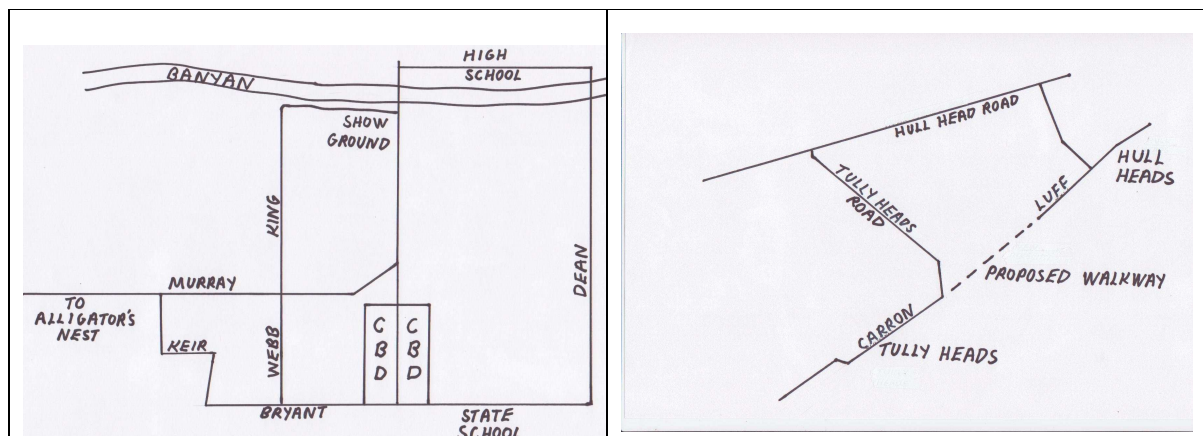 HIGH
SCHOOL
BANYAN
SHOW
GROUND
KING
DEAN
MURRAY
TO
ALLIGATOR'S
NEST
KEIR
WEBB
C
B
D
C
B
D
BRYANT
STATE
SCHOOL
HULL HEAD ROAD
TULLY HEADS
ROAD
LUFF
HULL
HEADS
PROPOSED WALKWAY
CARRON
TULLY HEADS